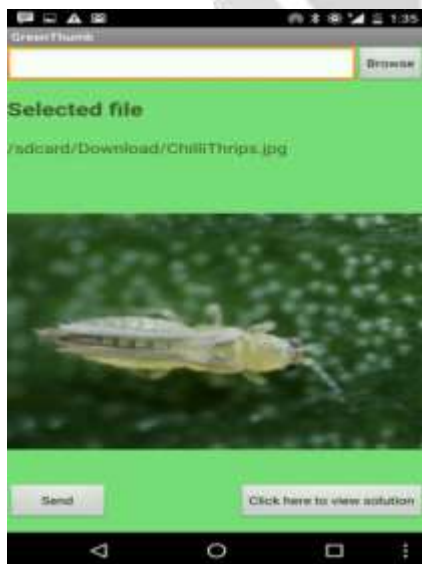 1:35
GreenThumb
Browse
Selected file
/sdcard/Download/ChilliThrips.jpg
Send
Click here to view solution